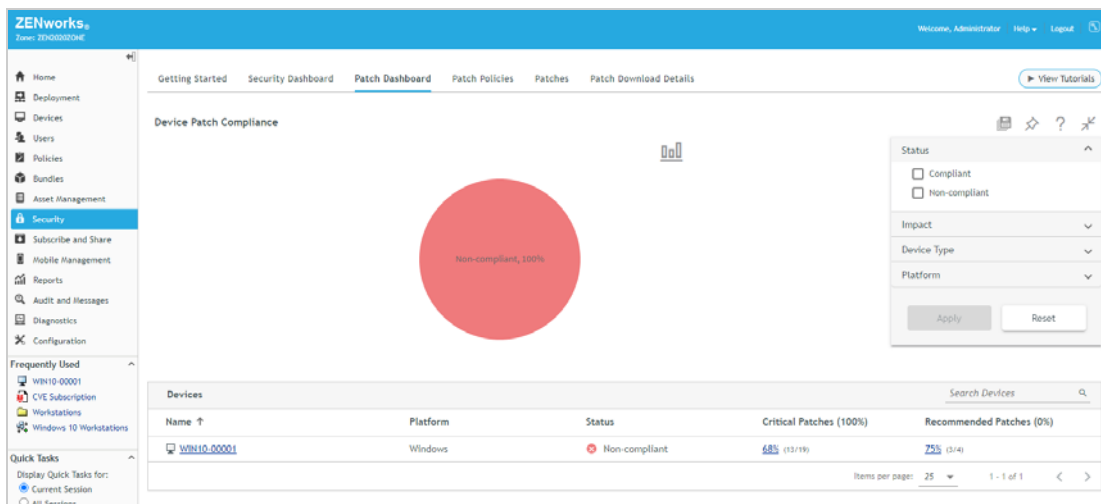 ZENworks®
Zone: ZEN2020ZONE
Welcome, Administrator Help Logout
Home
Deployment
Devices
Users
Policies
Bundles
Asset Management
Security
Subscribe and Share
Mobile Management
Reports
Audit and Messages
Diagnostics
Configuration
Frequently Used
WIN10-00001
CVE Subscription
Workstations
Windows 10 Workstations
Quick Tasks
Display Quick Tasks for:
Current Session
All Sessions
Getting Started Security Dashboard Patch Dashboard Patch Policies Patches Patch Download Details
View Tutorials
Device Patch Compliance
Non-compliant, 100%
Status
Compliant
Non-compliant
Impact
Device Type
Platform
Apply Reset
Devices Search Devices
Name ↑ Platform Status Critical Patches (100%) Recommended Patches (0%)
WIN10-00001 Windows Non-compliant 68% (13/19) 75% (3/4)
Items per page: 25 1 - 1 of 1